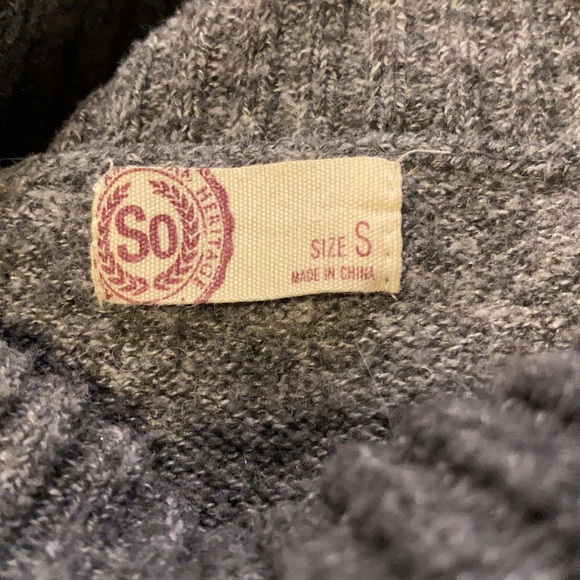 So
HERITAGE
SIZE S
MADE IN CHINA